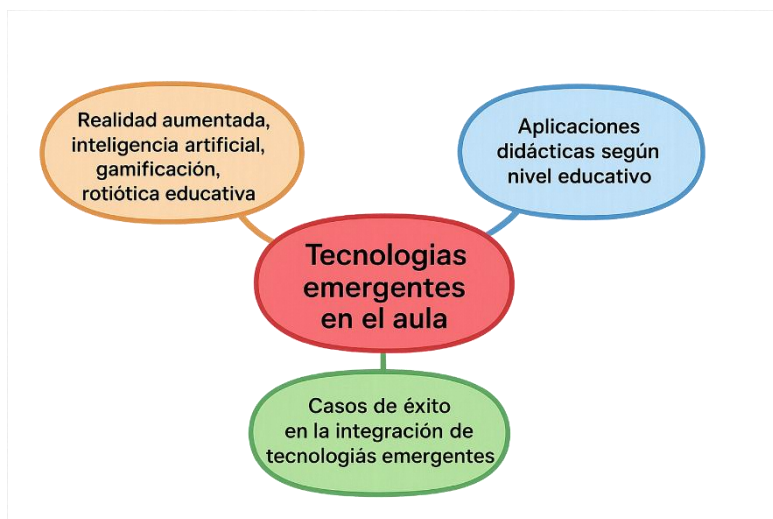 Realidad aumentada,
inteligencia artificial,
gamificación,
rotiótica educativa
Aplicaciones
didácticas según
nivel educativo
Tecnologias
emergentes
en el aula
Casos de éxito
en la integración de
tecnologiás emergentes